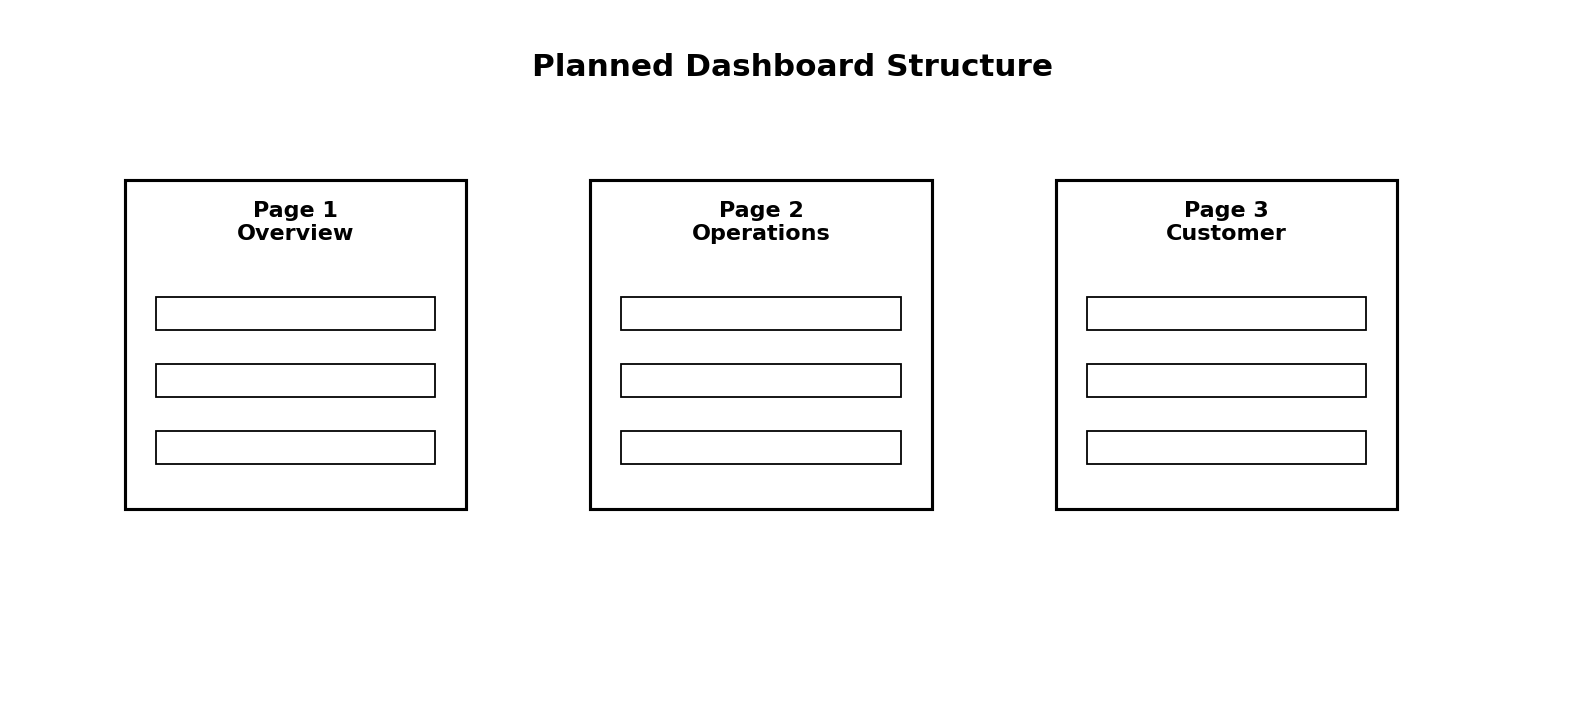 Planned Dashboard Structure
Page 1
Overview
Page 2
Operations
Page 3
Customer